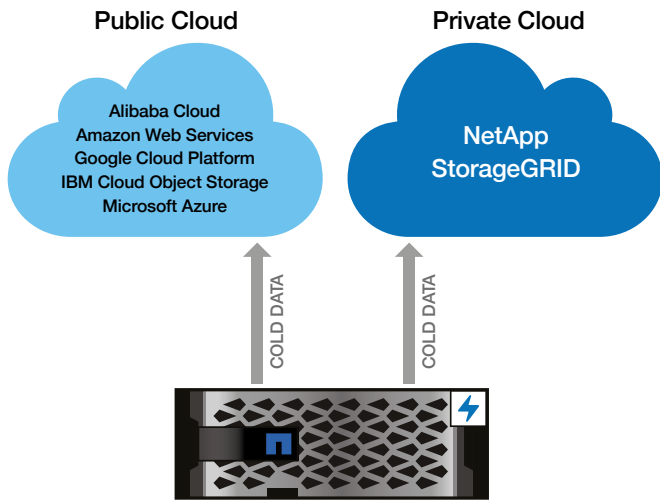 Public Cloud
Alibaba Cloud
Amazon Web Services
Google Cloud Platform
IBM Cloud Object Storage
Microsoft Azure
Private Cloud
NetApp
StorageGRID
COLD DATA
COLD DATA